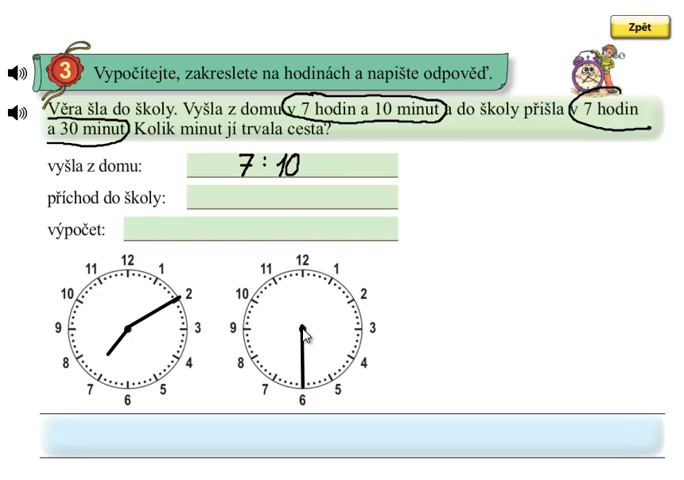 Zpět
3 Vypočítejte, zakreslete na hodinách a napište odpověď.
Věra šla do školy. Vyšla z domu v 7 hodin a 10 minut a do školy přišla v 7 hodin
a 30 minut. Kolik minut jí trvala cesta?
vyšla z domu: 7 : 10
příchod do školy:
výpočet:
12 1 2 3 4 5 6 7 8 9 10 11
12 1 2 3 4 5 6 7 8 9 10 11